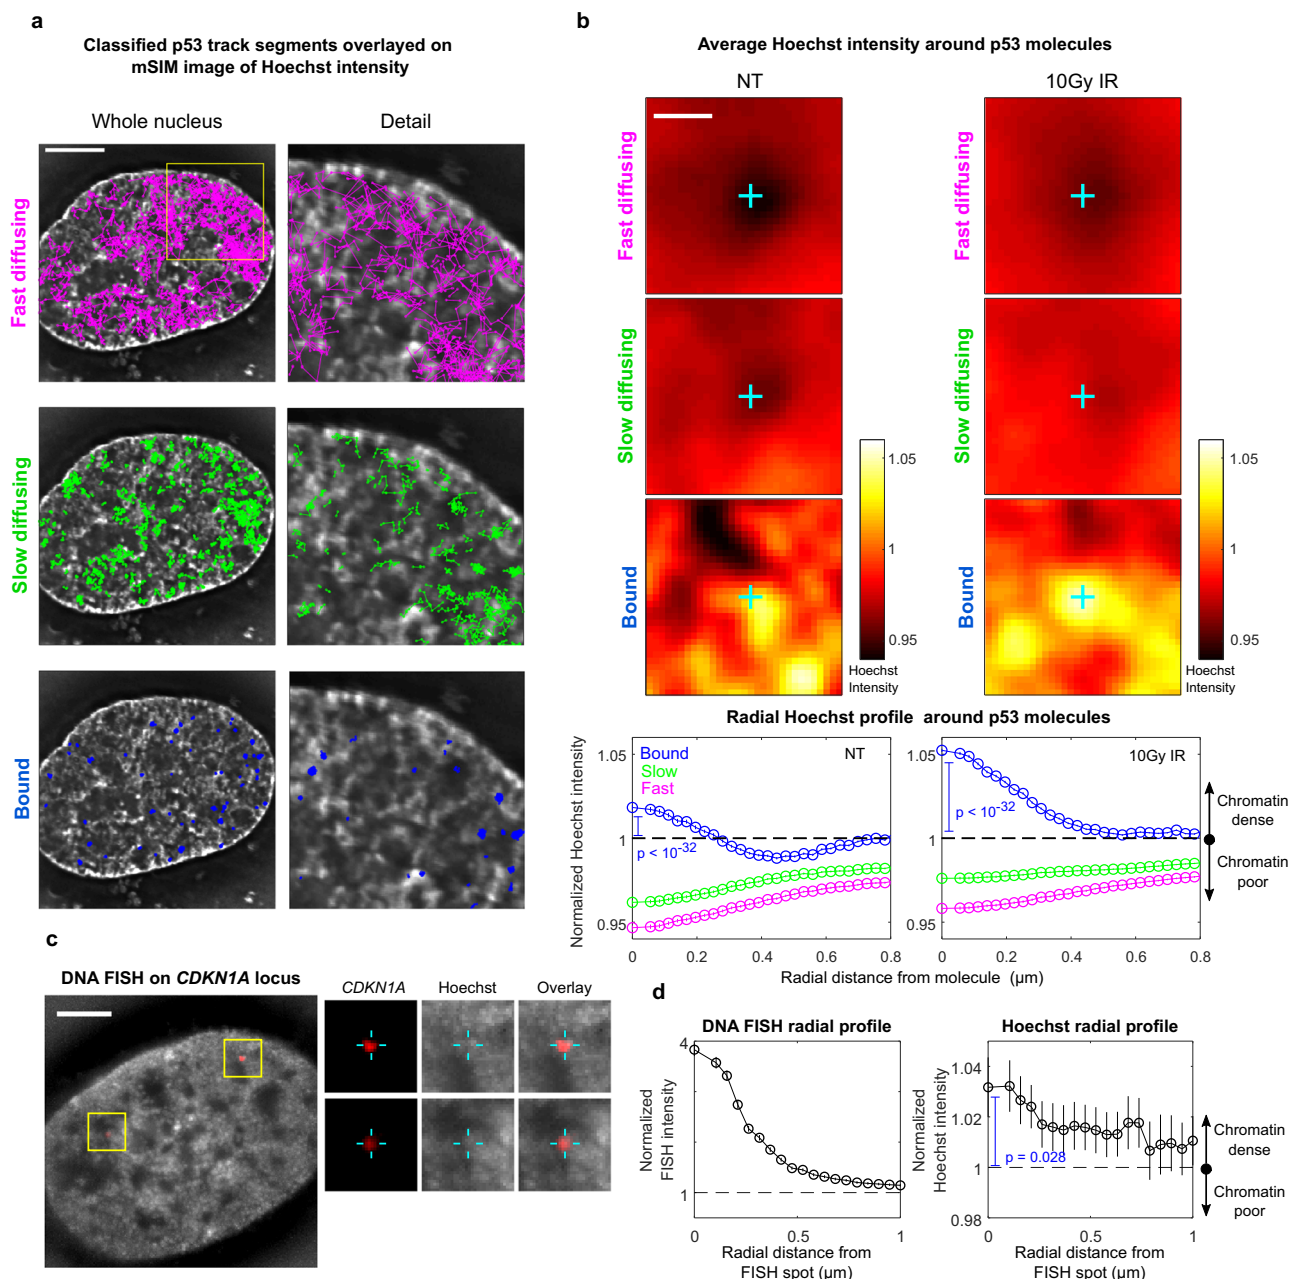 a
Classified p53 track segments overlayed on
mSIM image of Hoechst intensity
Whole nucleus
Detail
Fast diffusing
Slow diffusing
Bound
b
Average Hoechst intensity around p53 molecules
NT
10Gy IR
Fast diffusing
Fast diffusing
Slow diffusing
Slow diffusing
1.05
1
0.95
1.05
1
0.95
Bound
Bound
Hoechst
Intensity
Hoechst
Intensity
Radial Hoechst profile around p53 molecules
Normalized Hoechst intensity
1.05
1
0.95
Bound
Slow
Fast
NT
p < 10-32
0
0.2
0.4
0.6
0.8
1.05
1
0.95
10Gy IR
p < 10-32
0
0.2
0.4
0.6
0.8
Chromatin
dense
Chromatin
poor
Radial distance from molecule (μm)
c
DNA FISH on CDKN1A locus
CDKN1A
Hoechst
Overlay
d
DNA FISH radial profile
Normalized
FISH intensity
4
1
0
0.5
1
Radial distance from
FISH spot (μm)
Hoechst radial profile
Normalized
Hoechst intensity
1.04
1.02
1
0.98
p = 0.028
0
0.5
1
Radial distance from
FISH spot (μm)
Chromatin
dense
Chromatin
poor